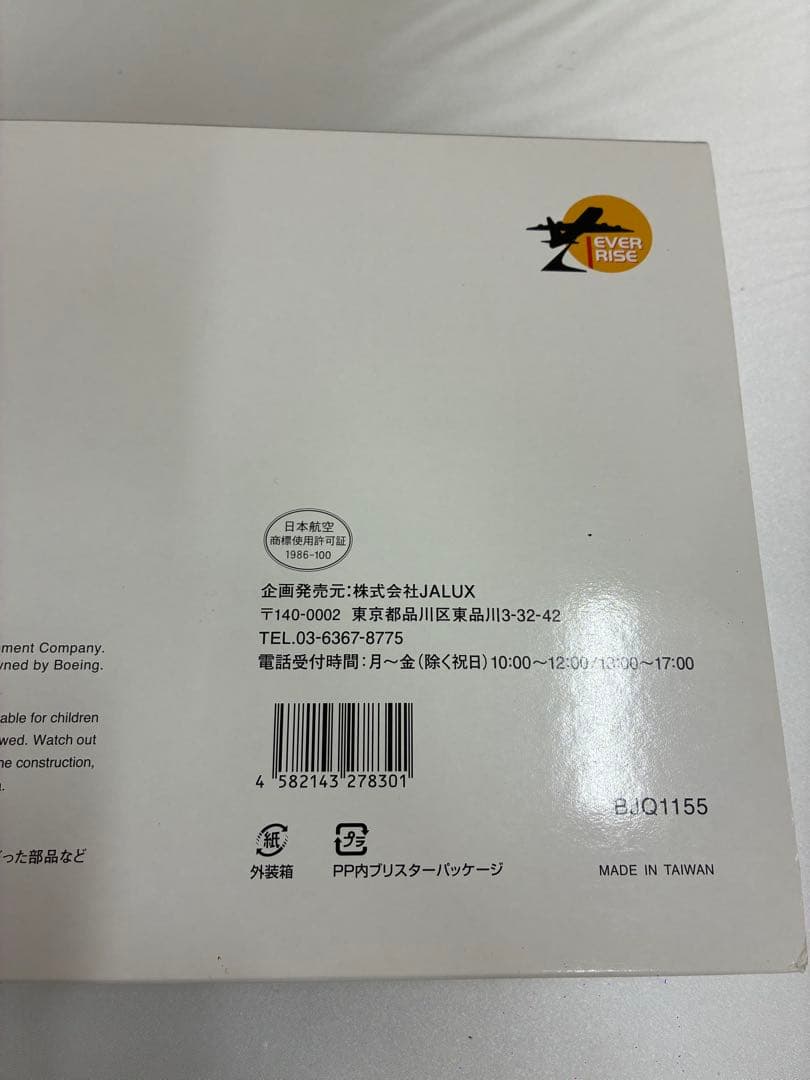 EVER
RISE
日本航空
商標使用許可証
1986-100
企画発売元:株式会社JALUX
〒140-0002 東京都品川区東品川3-32-42
TEL.03-6367-8775
電話受付時間:月〜金(除く祝日)10:00〜12:00/13:00〜17:00
ment Company.
wned by Boeing.
able for children
wed. Watch out
ne construction,
った部品など
4 582143 278301
BJQ1155
紙
外装箱
プラ
PP内ブリスターパッケージ
MADE IN TAIWAN